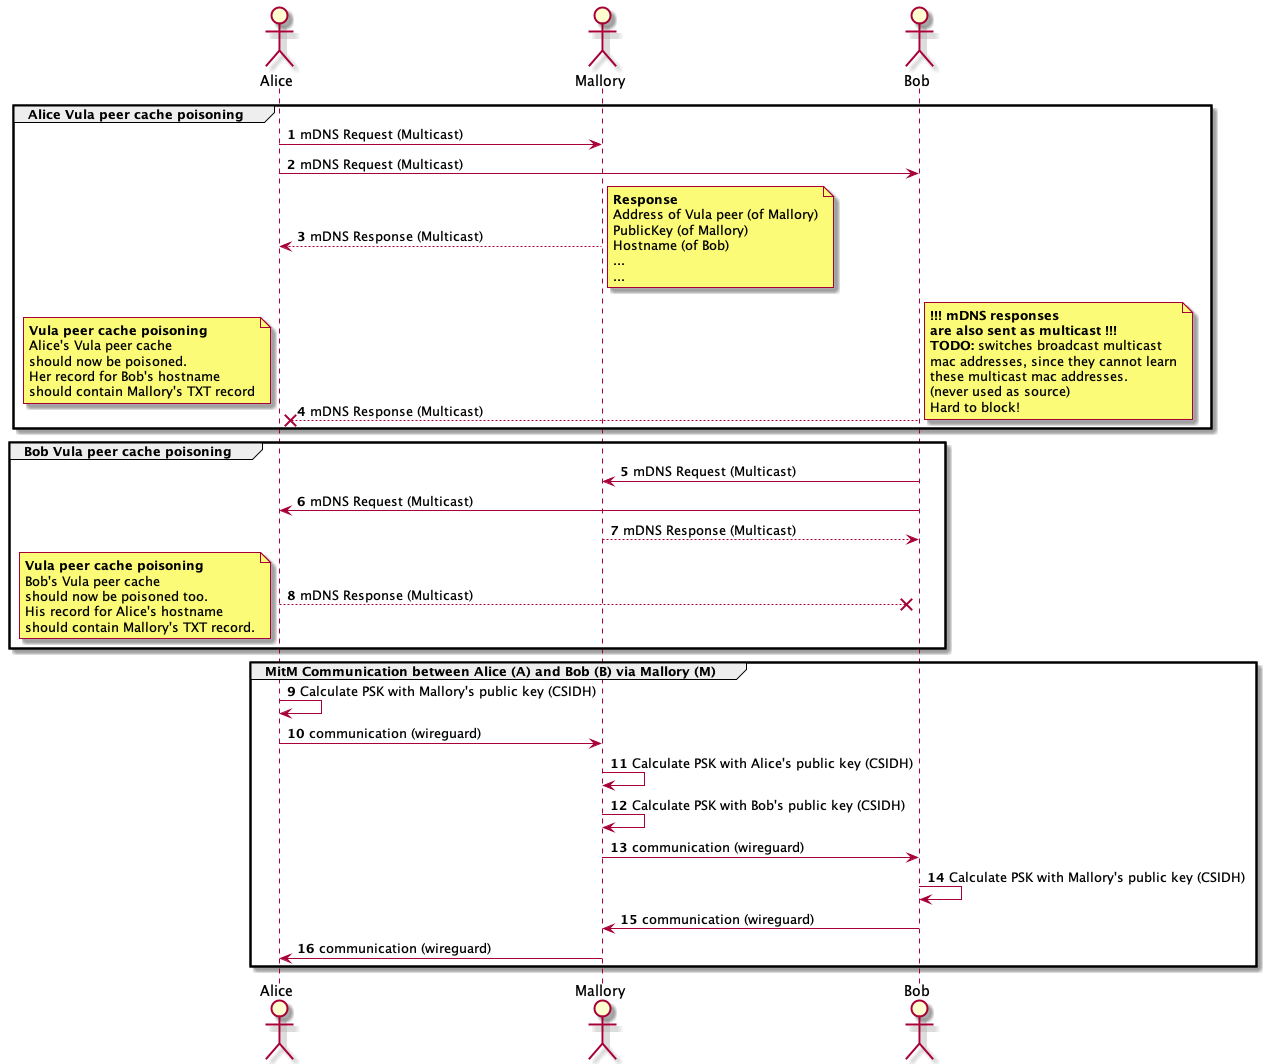 Alice
Mallory
Bob
Alice Vula peer cache poisoning
1 mDNS Request (Multicast)
2 mDNS Request (Multicast)
Response
Address of Vula peer (of Mallory)
PublicKey (of Mallory)
Hostname (of Bob)
...
...
3 mDNS Response (Multicast)
!!! mDNS responses
are also sent as multicast !!!
TODO: switches broadcast multicast
mac addresses, since they cannot learn
these multicast mac addresses.
(never used as source)
Hard to block!
Vula peer cache poisoning
Alice's Vula peer cache
should now be poisoned.
Her record for Bob's hostname
should contain Mallory's TXT record
4 mDNS Response (Multicast)
Bob Vula peer cache poisoning
5 mDNS Request (Multicast)
6 mDNS Request (Multicast)
7 mDNS Response (Multicast)
Vula peer cache poisoning
Bob's Vula peer cache
should now be poisoned too.
His record for Alice's hostname
should contain Mallory's TXT record.
8 mDNS Response (Multicast)
MitM Communication between Alice (A) and Bob (B) via Mallory (M)
9 Calculate PSK with Mallory's public key (CSIDH)
10 communication (wireguard)
11 Calculate PSK with Alice's public key (CSIDH)
12 Calculate PSK with Bob's public key (CSIDH)
13 communication (wireguard)
14 Calculate PSK with Mallory's public key (CSIDH)
15 communication (wireguard)
16 communication (wireguard)
Alice
Mallory
Bob